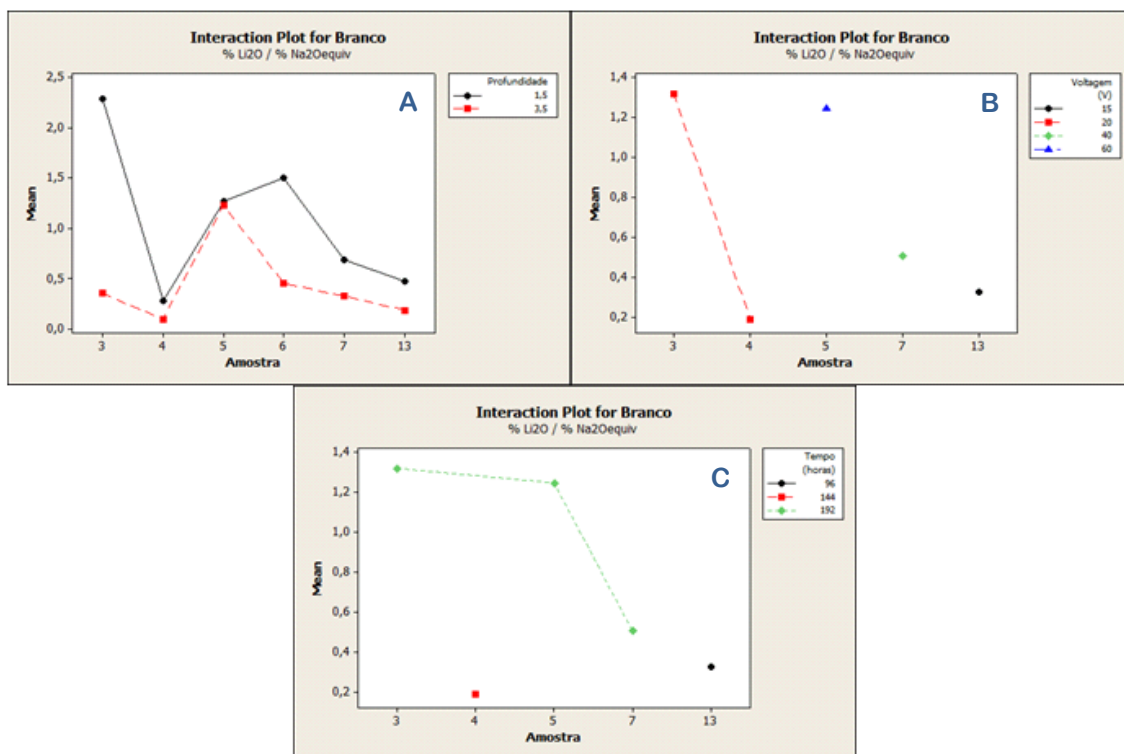 Interaction Plot for Branco
% Li2O / % Na2Oequiv
A
Profundidade
1,5
3,5
2,5
2,0
1,5
1,0
0,5
0,0
Mean
3 4 5 6 7 13
Amostra
Interaction Plot for Branco
% Li2O / % Na2Oequiv
B
Voltagem
(V)
15
20
40
60
1,4
1,2
1,0
0,8
0,6
0,4
0,2
Mean
3 4 5 7 13
Amostra
Interaction Plot for Branco
% Li2O / % Na2Oequiv
C
Tempo
(horas)
96
144
192
1,4
1,2
1,0
0,8
0,6
0,4
0,2
Mean
3 4 5 7 13
Amostra